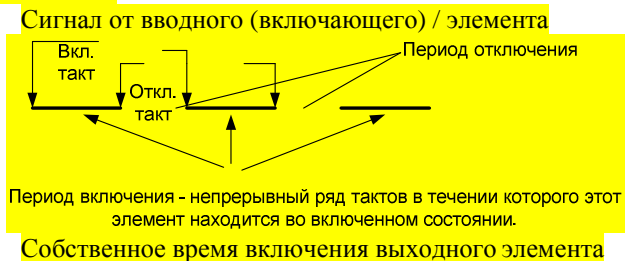 Сигнал от вводного (включающего) / элемента
Вкл.
такт
Период отключения
Откл.
такт
Период включения - непрерывный ряд тактов в течении которого этот
элемент находится во включенном состоянии.
Собственное время включения выходного элемента